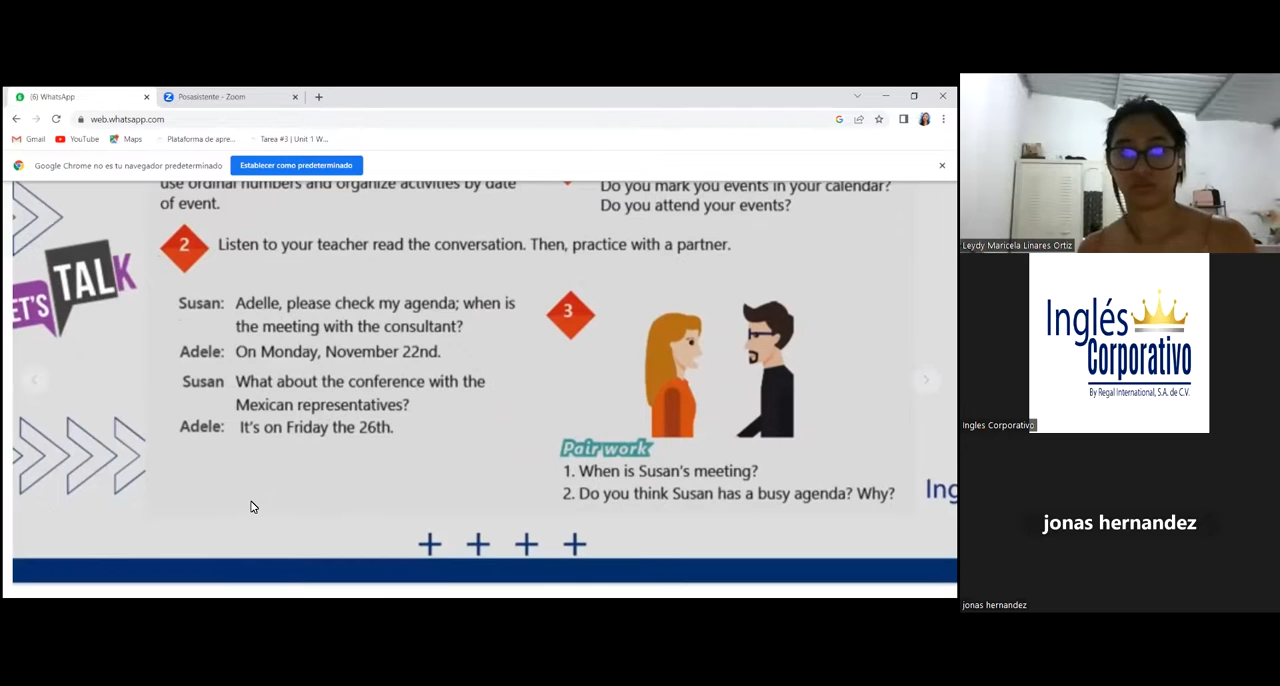 (6) WhatsApp
Posasistente - Zoom
web.whatsapp.com
Gmail
YouTube
Maps
Plataforma de apre...
Tarea #3 | Unit 1 W...
Google Chrome no es tu navegador predeterminado
Establecer como predeterminado
use ordinal numbers and organize activities by date
of event.
Do you mark you events in your calendar?
Do you attend your events?
2
Listen to your teacher read the conversation. Then, practice with a partner.
ET'S
TALK
Susan: Adelle, please check my agenda; when is
the meeting with the consultant?
Adele: On Monday, November 22nd.
Susan What about the conference with the
Mexican representatives?
Adele: It's on Friday the 26th.
3
Pair work
1. When is Susan's meeting?
2. Do you think Susan has a busy agenda? Why?
Ing
Leydy Maricela Linares Ortiz
Inglés
Corporativo
By Regal International, S.A. de C.V.
Ingles Corporativo
jonas hernandez
jonas hernandez